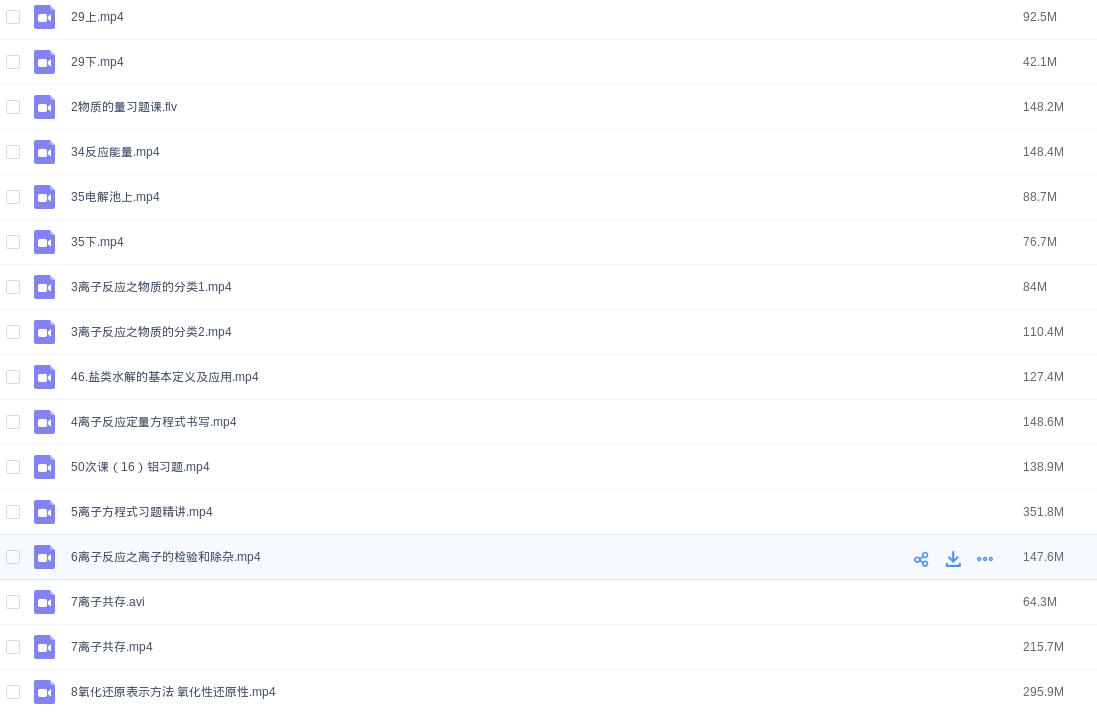 29上.mp4 92.5M
29下.mp4 42.1M
2物质的量习题课.flv 148.2M
34反应能量.mp4 148.4M
35电解池上.mp4 88.7M
35下.mp4 76.7M
3离子反应之物质的分类1.mp4 84M
3离子反应之物质的分类2.mp4 110.4M
46.盐类水解的基本定义及应用.mp4 127.4M
4离子反应定量方程式书写.mp4 148.6M
50次课（16）铝习题.mp4 138.9M
5离子方程式习题精讲.mp4 351.8M
6离子反应之离子的检验和除杂.mp4 147.6M
7离子共存.avi 64.3M
7离子共存.mp4 215.7M
8氧化还原表示方法 氧化性还原性.mp4 295.9M